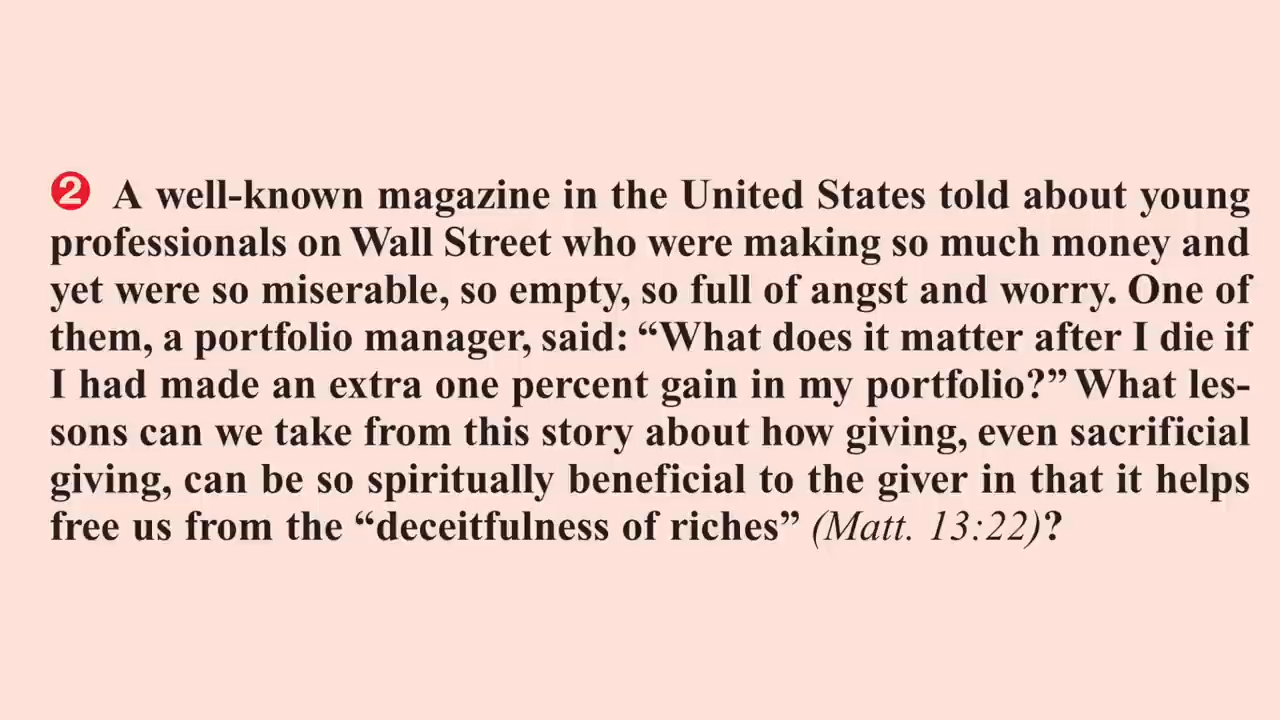 ❷ A well-known magazine in the United States told about young
professionals on Wall Street who were making so much money and
yet were so miserable, so empty, so full of angst and worry. One of
them, a portfolio manager, said: “What does it matter after I die if
I had made an extra one percent gain in my portfolio?” What les-
sons can we take from this story about how giving, even sacrificial
giving, can be so spiritually beneficial to the giver in that it helps
free us from the “deceitfulness of riches” (Matt. 13:22)?